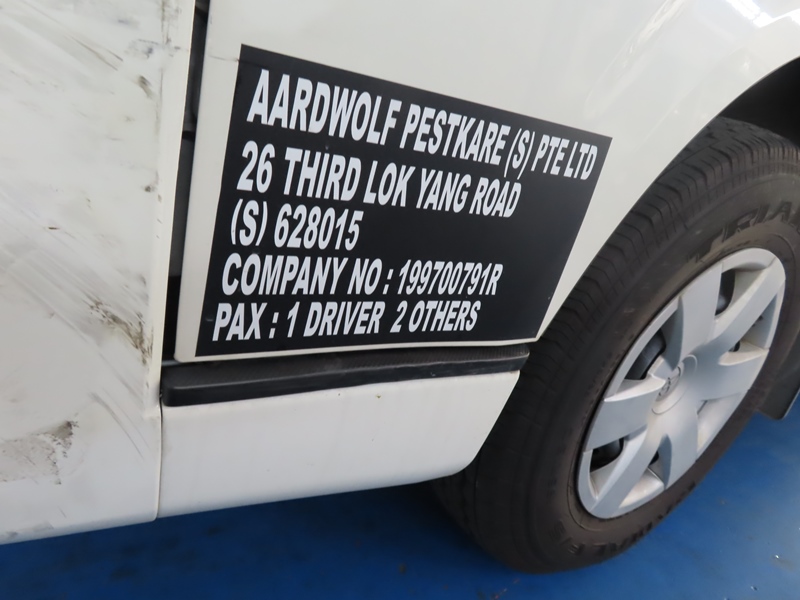 AARDWOLF PESTKARE (S) PTE LTD
26 THIRD LOK YANG ROAD
(S) 628015
COMPANY NO : 199700791R
PAX : 1 DRIVER 2 OTHERS